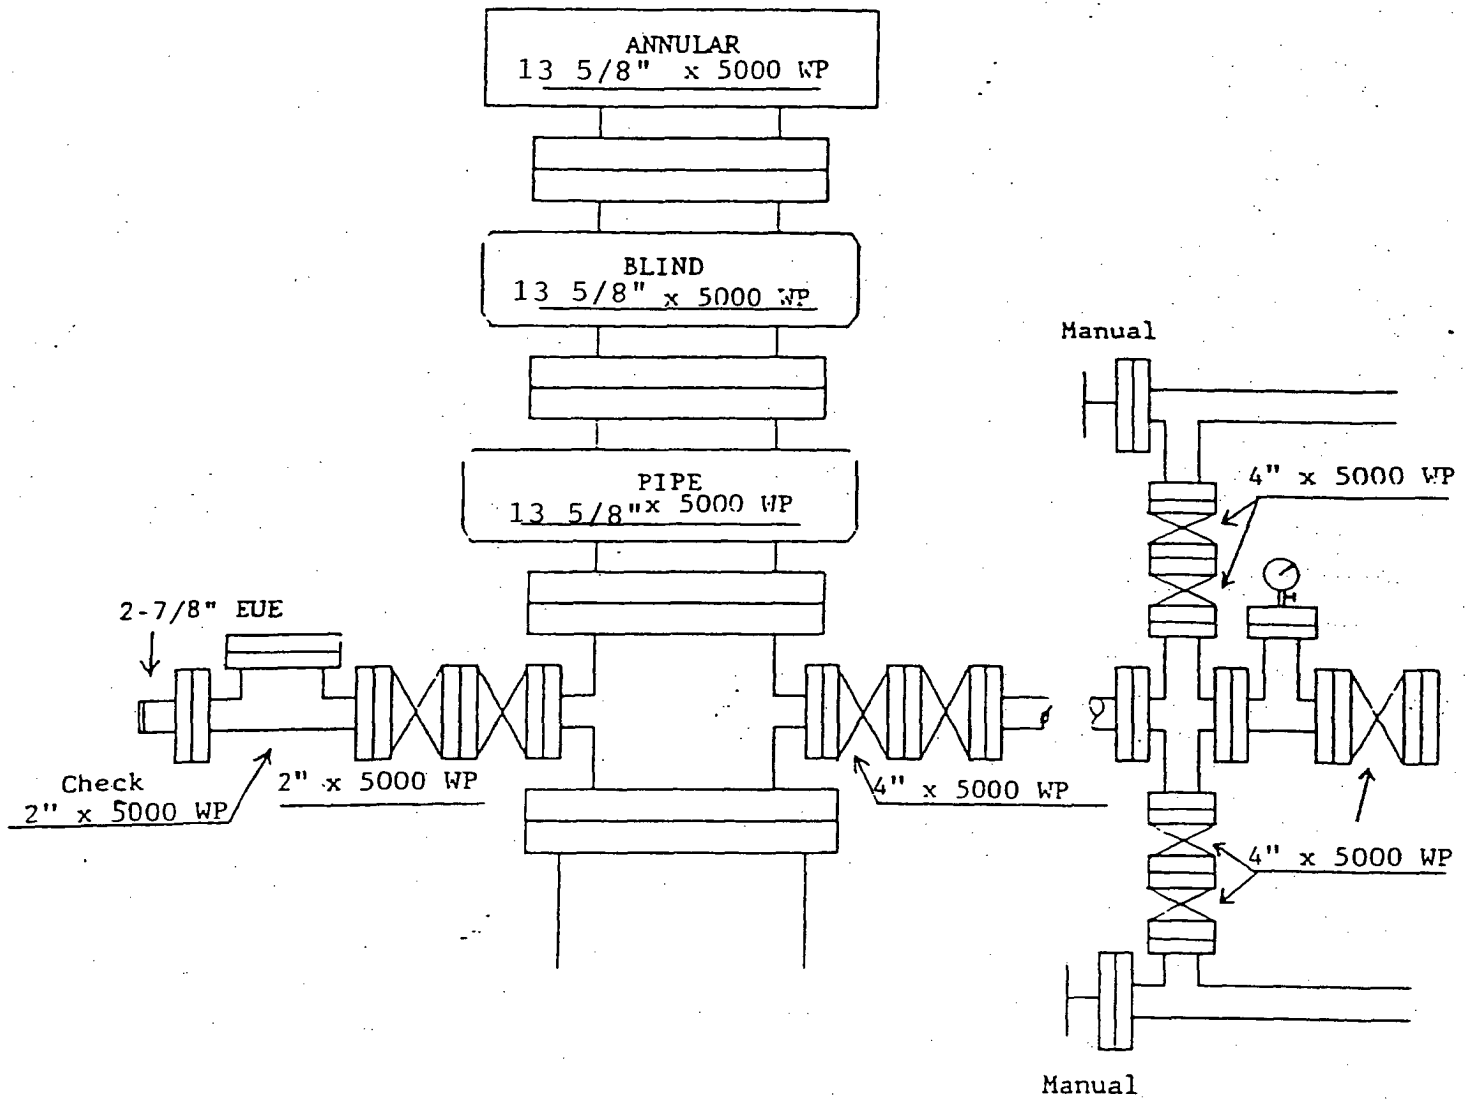 ANNULAR
13 5/8" x 5000 WP
BLIND
13 5/8" x 5000 WP
Manual
PIPE
13 5/8" x 5000 WP
4" x 5000 WP
2-7/8" EUE
Check
2" x 5000 WP
2" x 5000 WP
4" x 5000 WP
4" x 5000 WP
Manual